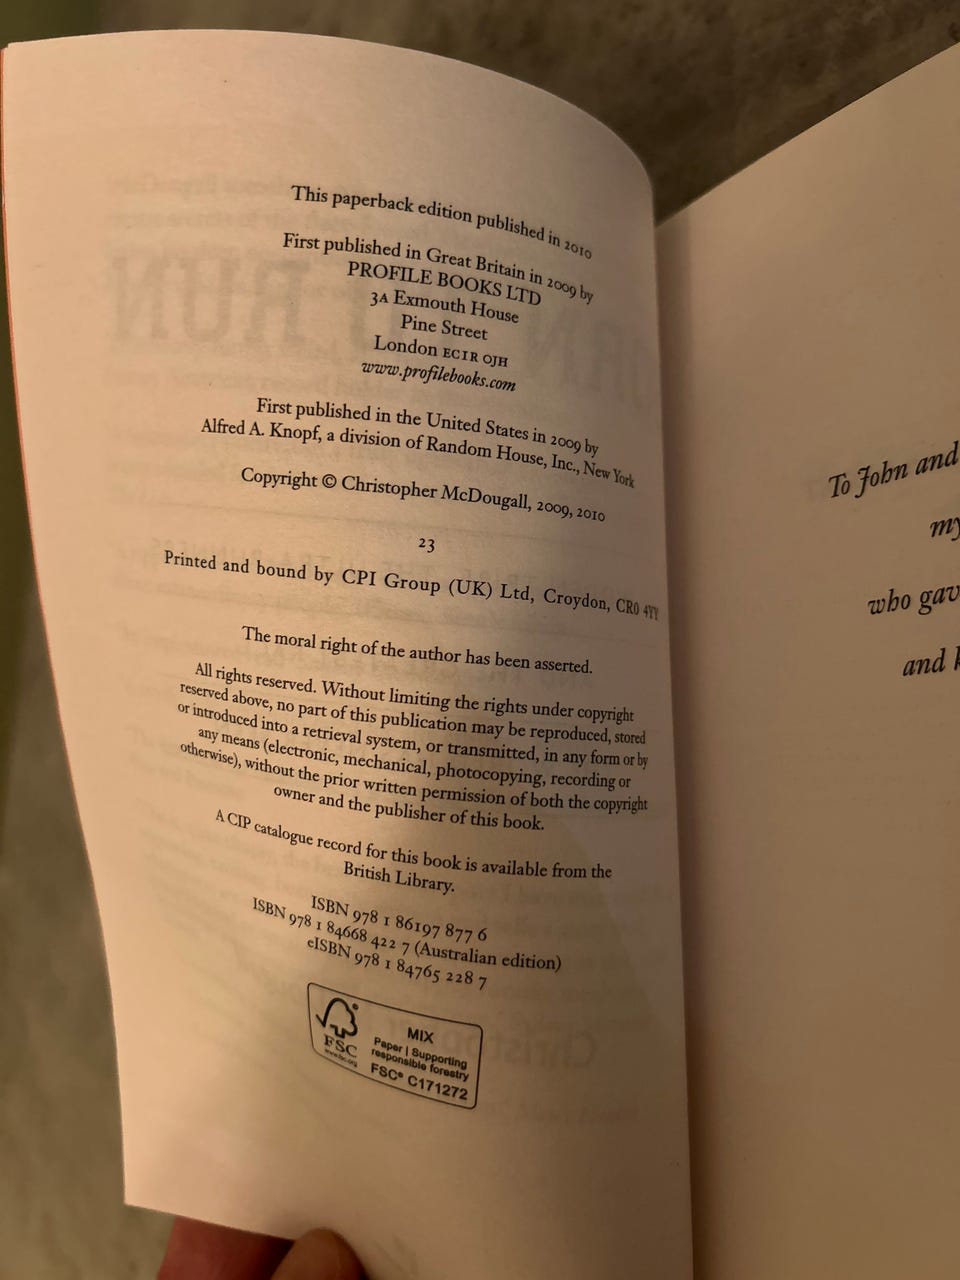 This paperback edition published in 2010
First published in Great Britain in 2009 by
PROFILE BOOKS LTD
3A Exmouth House
Pine Street
London EC1R 0JH
www.profilebooks.com
First published in the United States in 2009 by
Alfred A. Knopf, a division of Random House, Inc., New York
Copyright © Christopher McDougall, 2009, 2010
23
Printed and bound by CPI Group (UK) Ltd, Croydon, CR0 4YY
The moral right of the author has been asserted.
All rights reserved. Without limiting the rights under copyright
reserved above, no part of this publication may be reproduced, stored
or introduced into a retrieval system, or transmitted, in any form or by
any means (electronic, mechanical, photocopying, recording or
otherwise), without the prior written permission of both the copyright
owner and the publisher of this book.
A CIP catalogue record for this book is available from the
British Library.
ISBN 978 1 86197 877 6
ISBN 978 1 84668 422 7 (Australian edition)
eISBN 978 1 84765 228 7
FSC
www.fsc.org
MIX
Paper | Supporting
responsible forestry
FSC® C171272
To John and
my
who gav
and